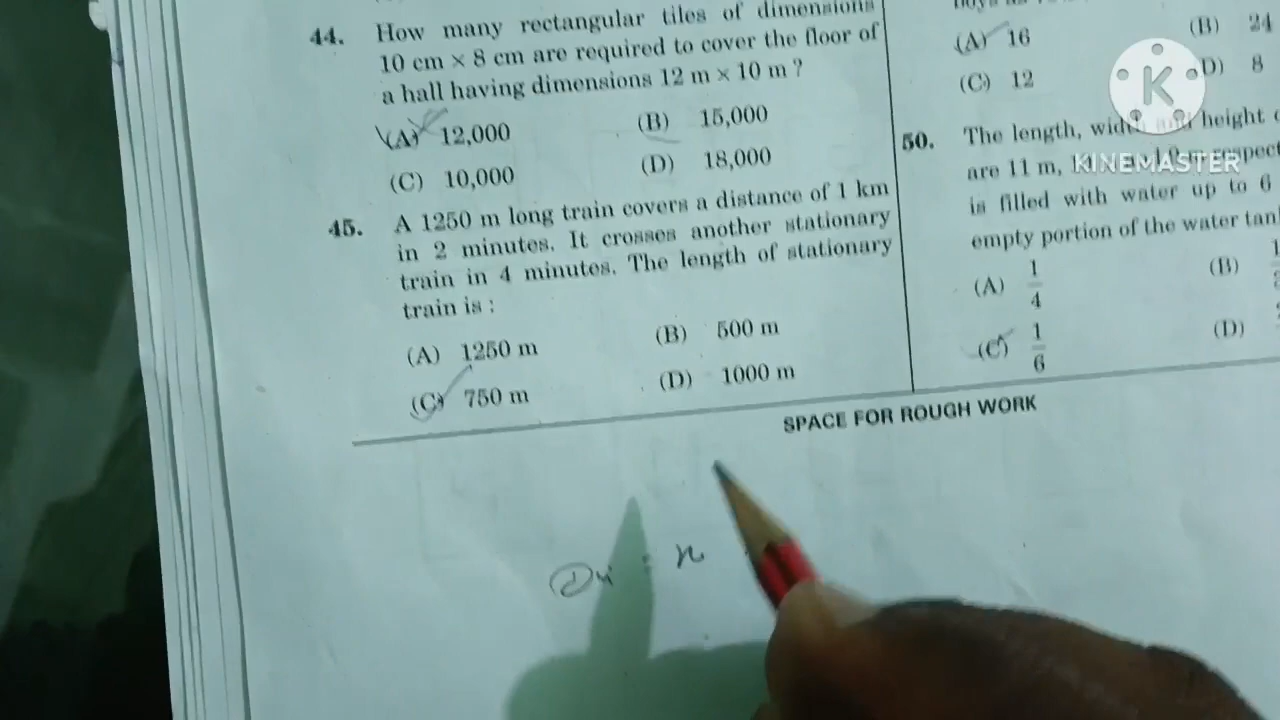 44. How many rectangular tiles of dimensions
10 cm × 8 cm are required to cover the floor of
a hall having dimensions 12 m × 10 m ?
(A) 12,000
(B) 15,000
(C) 10,000
(D) 18,000
45. A 1250 m long train covers a distance of 1 km
in 2 minutes. It crosses another stationary
train in 4 minutes. The length of stationary
train is :
(A) 1250 m
(B) 500 m
(C) 750 m
(D) 1000 m
(A) 16
(B) 24
(C) 12
(D) 8
50. The length, width and height
are 11 m,
is filled with water up to 6
empty portion of the water
(A) 1/4
(B)
(C) 1/6
(D)
SPACE FOR ROUGH WORK
K
KINEMASTER